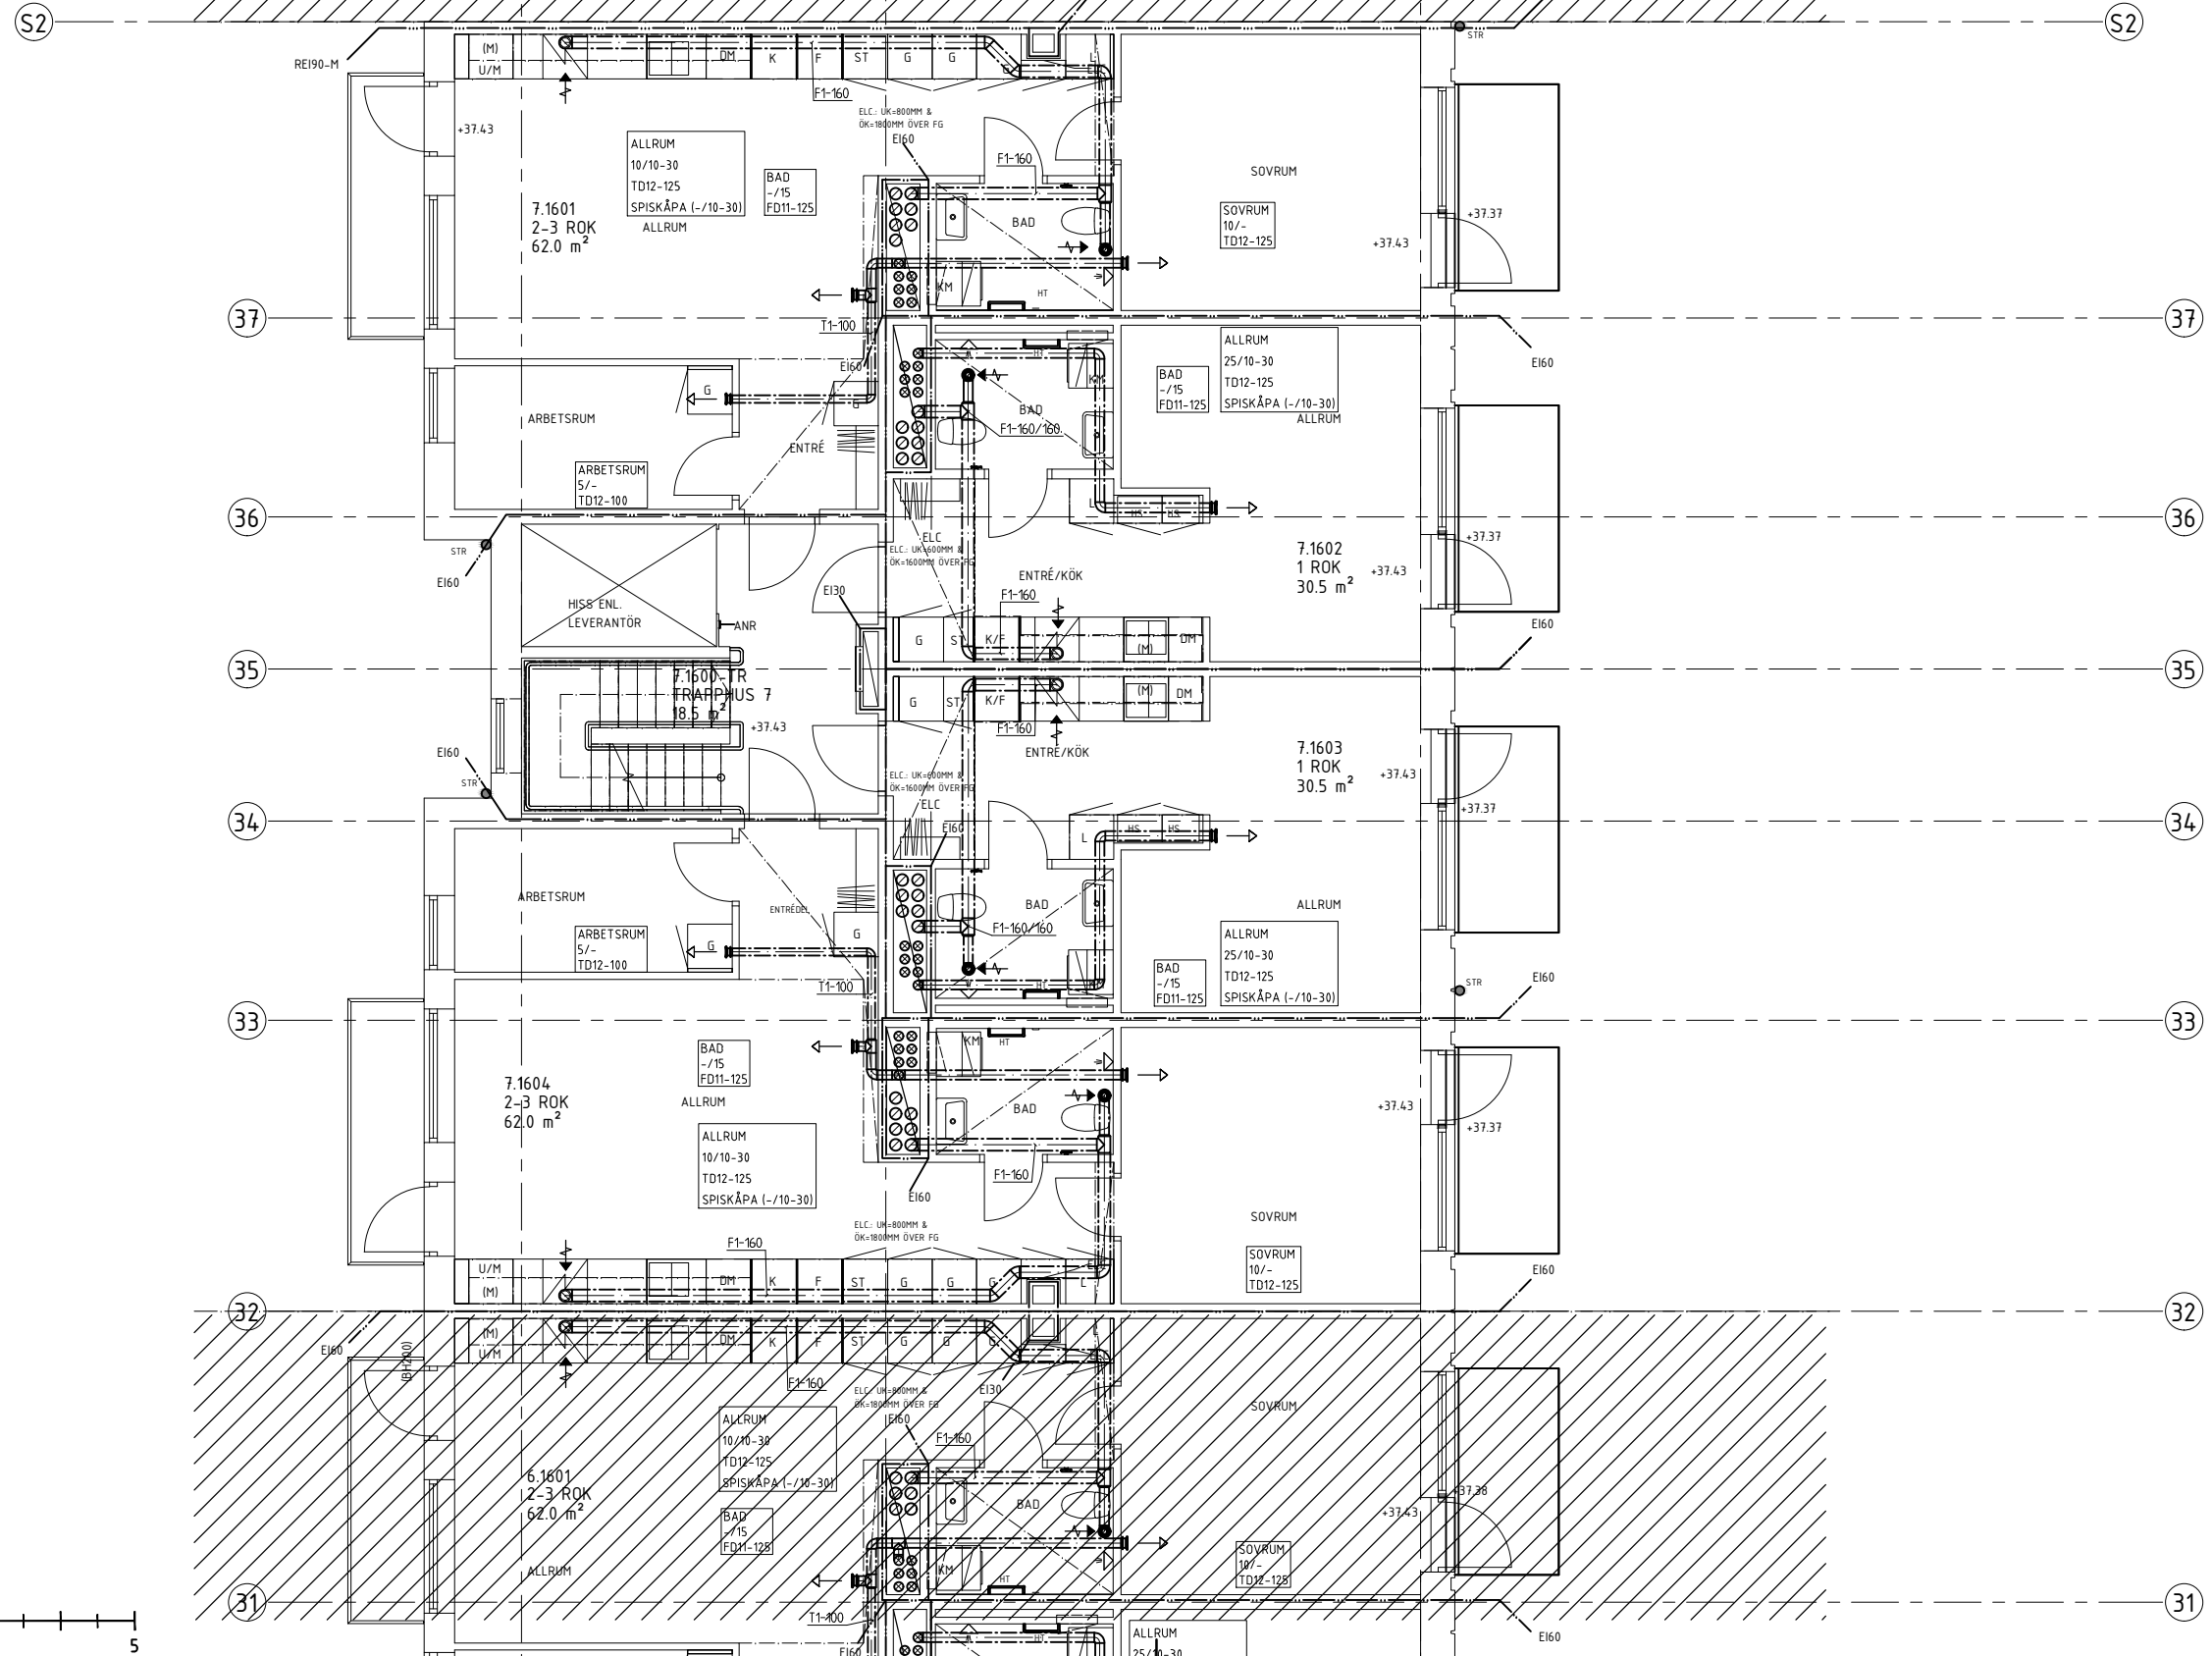 S2
S2
STR
REI90-M
(M)
U/M
DM
K
F
ST
G
G
G
L
F1-160
ELC.: UK=800MM &
ÖK=1800MM ÖVER FG
EI60
+37.43
ALLRUM
10/10-30
TD12-125
SPISKÅPA (-/10-30)
ALLRUM
BAD
-/15
FD11-125
7.1601
2-3 ROK
62.0 m²
F1-160
BAD
SOVRUM
SOVRUM
10/-
TD12-125
+37.37
+37.43
KM
HT
37
37
T1-100
EI60
EI60
HT
KM
BAD
F1-160/160
BAD
-/15
FD11-125
ALLRUM
25/10-30
TD12-125
SPISKÅPA (-/10-30)
ALLRUM
G
G
ARBETSRUM
ENTRÉ
ARBETSRUM
5/-
TD12-100
L
HS
HS
36
36
STR
EI60
ELC
ELC.: UK=600MM &
ÖK=1600MM ÖVER FG
ENTRÉ/KÖK
7.1602
1 ROK
30.5 m²
+37.37
+37.43
HISS ENL.
LEVERANTÖR
ANR
EI30
F1-160
EI60
G
ST
K/F
(M)
DM
35
35
7.1600-TR
TRAPPHUS 7
18.5 m²
+37.43
G
ST
K/F
(M)
DM
F1-160
ENTRÉ/KÖK
7.1603
1 ROK
30.5 m²
+37.43
+37.37
EI60
STR
ELC.: UK=600MM &
ÖK=1600MM ÖVER FG
ELC
34
34
EI60
L
HS
HS
ARBETSRUM
ENTRÉDEL
ARBETSRUM
5/-
TD12-100
G
G
BAD
F1-160/160
ALLRUM
ALLRUM
25/10-30
TD12-125
SPISKÅPA (-/10-30)
BAD
-/15
FD11-125
T1-100
HT
STR
EI60
33
33
KM
HT
BAD
-/15
FD11-125
7.1604
2-3 ROK
62.0 m²
ALLRUM
ALLRUM
10/10-30
TD12-125
SPISKÅPA (-/10-30)
BAD
F1-160
EI60
+37.43
+37.37
ELC.: UK=800MM &
ÖK=1800MM ÖVER FG
SOVRUM
SOVRUM
10/-
TD12-125
F1-160
U/M
(M)
DM
K
F
ST
G
G
G
L
EI60
32
32
EI60
(BH200)
(M)
U/M
DM
K
F
ST
G
G
G
F1-160
EI30
ELC.: UK=800MM &
ÖK=1800MM ÖVER FG
EI60
F1-160
SOVRUM
ALLRUM
10/10-30
TD12-125
SPISKÅPA (-/10-30)
6.1601
2-3 ROK
62.0 m²
BAD
-/15
FD11-125
ALLRUM
BAD
+37.38
+37.43
SOVRUM
10/-
TD12-125
KM
HT
31
31
T1-100
EI60
EI60
HT
ALLRUM
25/10-30
5